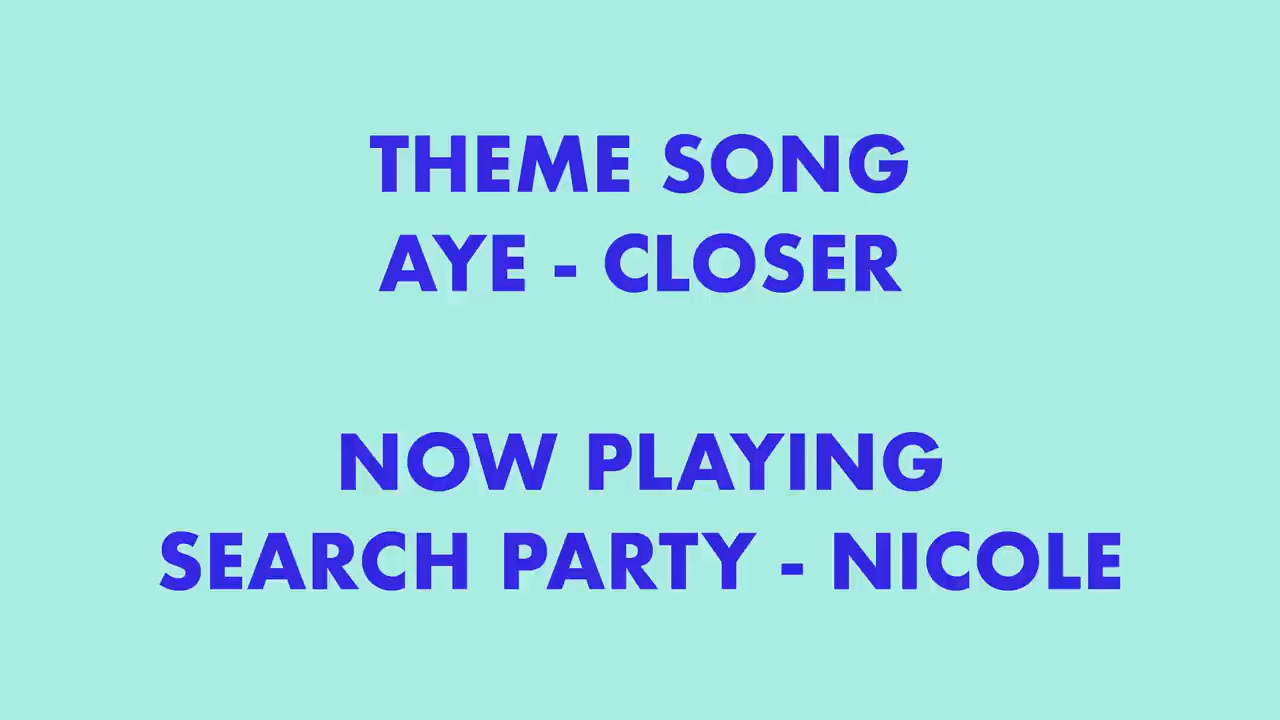 THEME SONG
AYE - CLOSER
NOW PLAYING
SEARCH PARTY - NICOLE